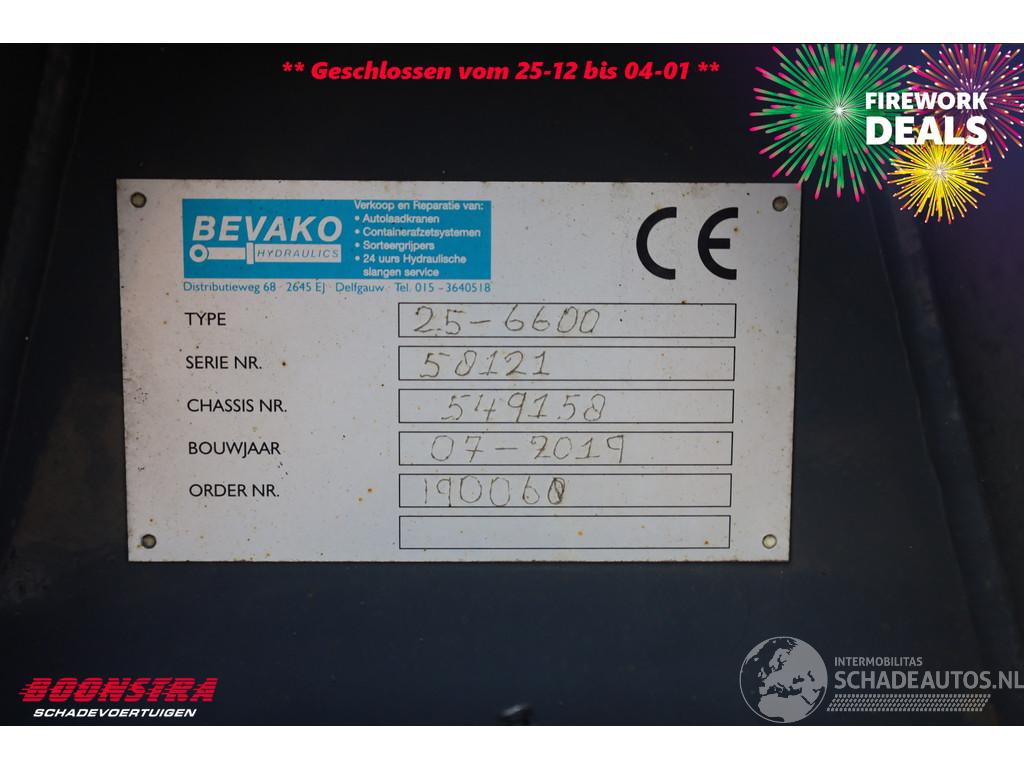 ** Geschlossen vom 25-12 bis 04-01 **
FIREWORK
DEALS
BEVAKO
HYDRAULICS
Verkoop en Reparatie van:
• Autolaadkranen
• Containerafzetsystemen
• Sorteergrijpers
• 24 uurs Hydraulische
slangen service
CE
Distributieweg 68 · 2645 EJ · Delfgauw · Tel. 015 - 3640518
TYPE 25-6600
SERIE NR. 58121
CHASSIS NR. 549158
BOUWJAAR 07-2019
ORDER NR. 190060
BOONSTRA
SCHADEVOERTUIGEN
INTERMOBILITAS
SCHADEAUTOS.NL